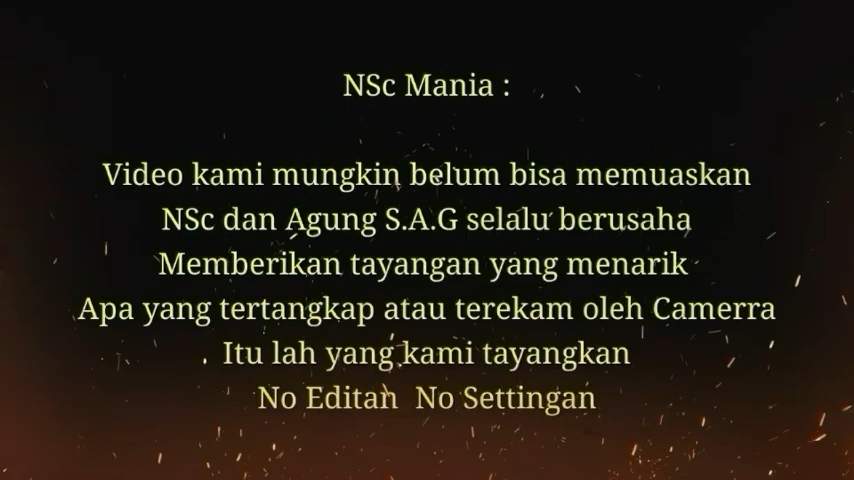 NSc Mania :
Video kami mungkin belum bisa memuaskan
NSc dan Agung S.A.G selalu berusaha
Memberikan tayangan yang menarik
Apa yang tertangkap atau terekam oleh Camerra
Itu lah yang kami tayangkan
No Editan No Settingan